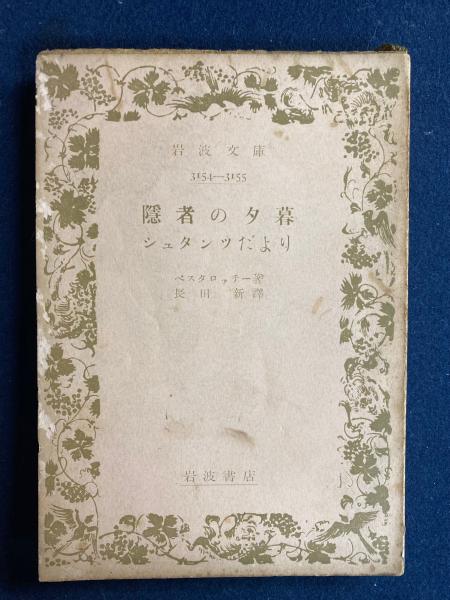 岩波文庫
3154—3155
隱者の夕暮
シュタンツだより
ペスタロッチー著
長田 新譯
岩波書店